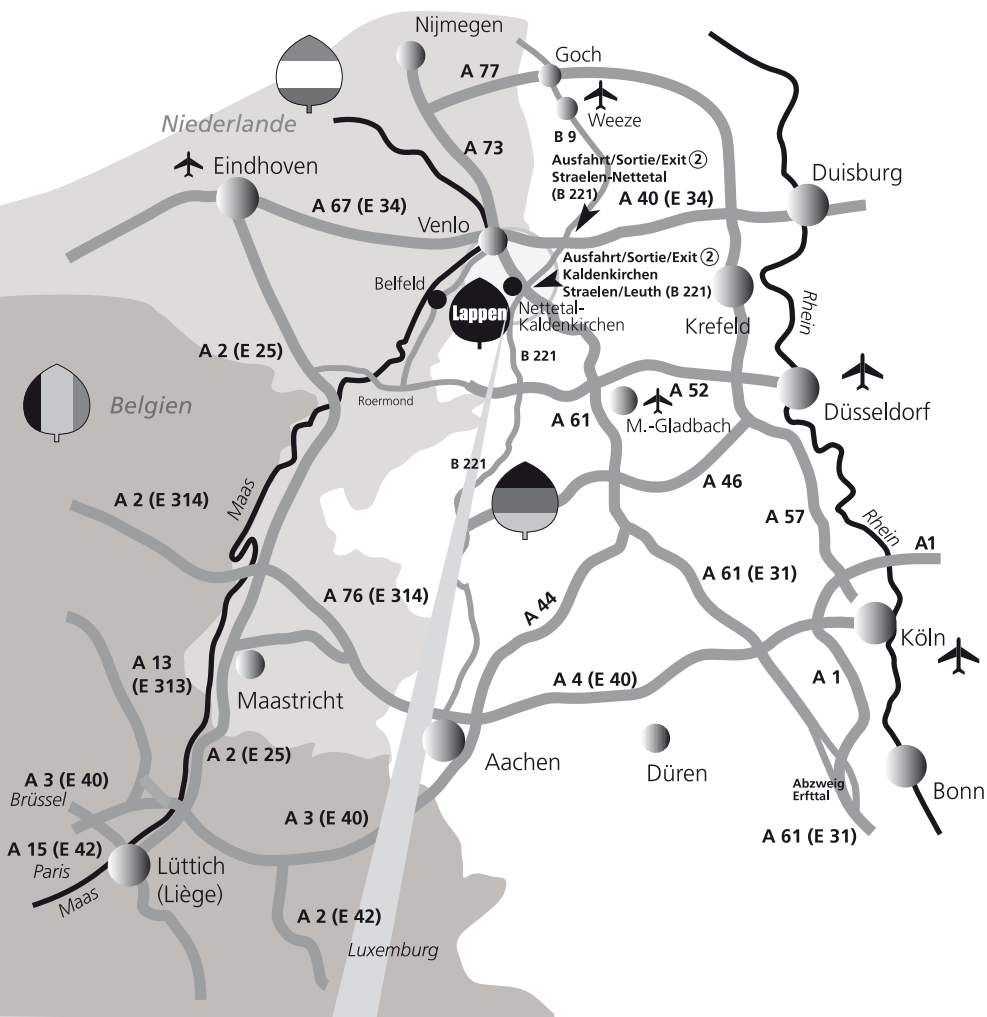 Nijmegen
Goch
A 77
Weeze
B 9
Niederlande
A 73
Eindhoven
Ausfahrt/Sortie/Exit 2
Straelen-Nettetal
(B 221)
Duisburg
A 67 (E 34)
A 40 (E 34)
Venlo
Ausfahrt/Sortie/Exit 2
Kaldenkirchen
Straelen/Leuth (B 221)
Belfeld
Lappen
Nettetal-
Kaldenkirchen
Krefeld
Rhein
A 2 (E 25)
B 221
Roermond
A 52
Düsseldorf
Belgien
A 61
M.-Gladbach
B 221
A 46
A 2 (E 314)
Maas
A 57
Rhein
A1
A 61 (E 31)
A 76 (E 314)
A 44
Köln
A 13
(E 313)
Maastricht
A 4 (E 40)
A 1
A 2 (E 25)
Aachen
Düren
A 3 (E 40)
Brüssel
Abzweig
Erfttal
Bonn
A 3 (E 40)
A 61 (E 31)
A 15 (E 42)
Paris
Maas
Lüttich
(Liège)
A 2 (E 42)
Luxemburg